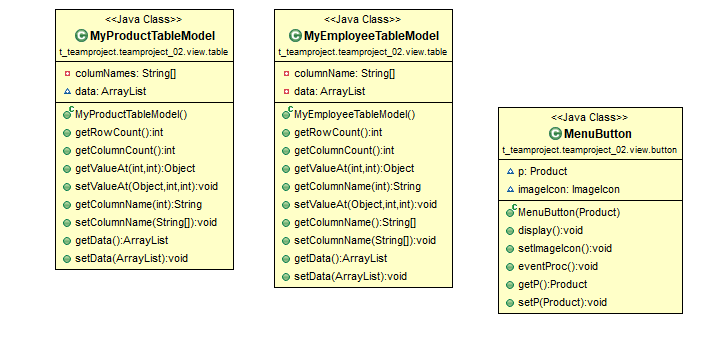 <<Java Class>>
MyProductTableModel
t_teamproject.teamproject_02.view.table
columNames: String[]
data: ArrayList
MyProductTableModel()
getRowCount():int
getColumnCount():int
getValueAt(int,int):Object
setValueAt(Object,int,int):void
getColumnName(int):String
setColumnName(String[]):void
getData():ArrayList
setData(ArrayList):void
<<Java Class>>
MyEmployeeTableModel
t_teamproject.teamproject_02.view.table
columnName: String[]
data: ArrayList
MyEmployeeTableModel()
getRowCount():int
getColumnCount():int
getValueAt(int,int):Object
getColumnName(int):String
setValueAt(Object,int,int):void
getColumnName():String[]
setColumnName(String[]):void
getData():ArrayList
setData(ArrayList):void
<<Java Class>>
MenuButton
t_teamproject.teamproject_02.view.button
p: Product
imageIcon: ImageIcon
MenuButton(Product)
display():void
setImageIcon():void
eventProc():void
getP():Product
setP(Product):void